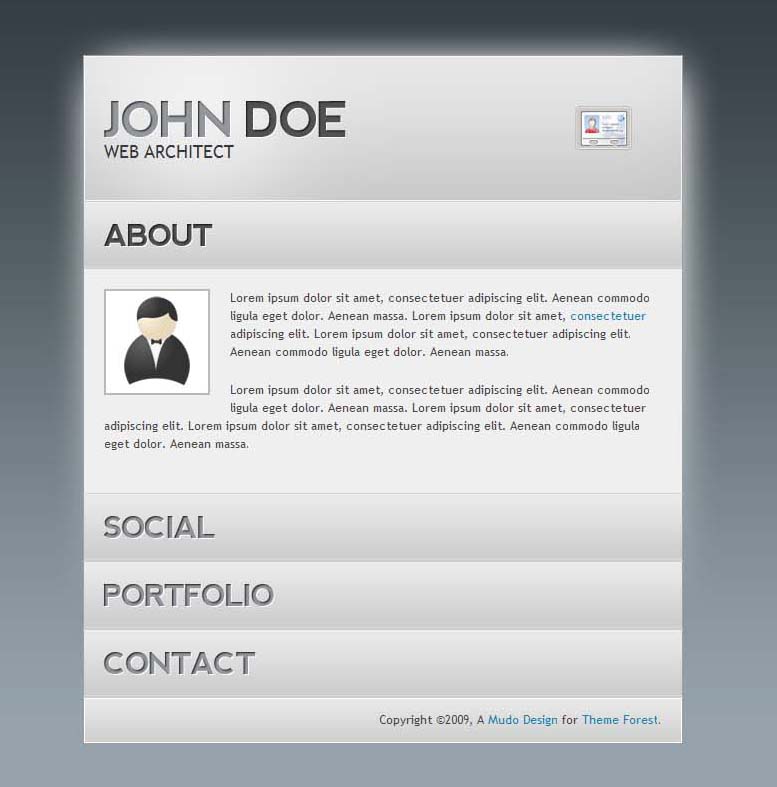 JOHN DOE
WEB ARCHITECT
ABOUT
Lorem ipsum dolor sit amet, consectetuer adipiscing elit. Aenean commodo
ligula eget dolor. Aenean massa. Lorem ipsum dolor sit amet, consectetuer
adipiscing elit. Lorem ipsum dolor sit amet, consectetuer adipiscing elit.
Aenean commodo ligula eget dolor. Aenean massa.
Lorem ipsum dolor sit amet, consectetuer adipiscing elit. Aenean commodo
ligula eget dolor. Aenean massa. Lorem ipsum dolor sit amet, consectetuer
adipiscing elit. Lorem ipsum dolor sit amet, consectetuer adipiscing elit. Aenean commodo ligula
eget dolor. Aenean massa.
SOCIAL
PORTFOLIO
CONTACT
Copyright ©2009, A Mudo Design for Theme Forest.